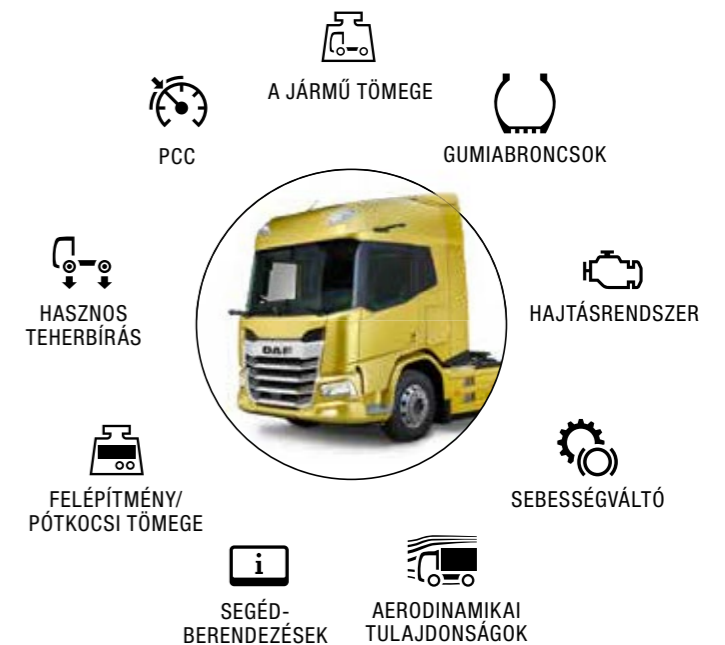 A JÁRMŰ TÖMEGE
PCC
GUMIABRONCSOK
HASZNOS
TEHERBÍRÁS
DAF
HAJTÁSRENDSZER
FELÉPÍTMÉNY/
PÓTKOCSI TÖMEGE
SEBESSÉGVÁLTÓ
i
SEGÉD-
BERENDEZÉSEK
AERODINAMIKAI
TULAJDONSÁGOK